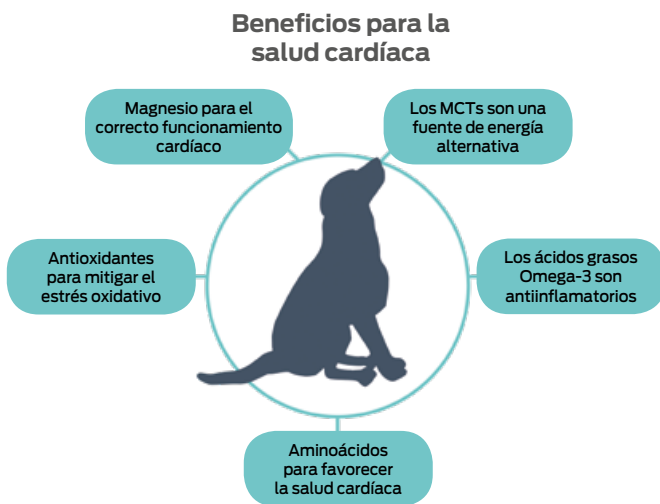 Beneficios para la
salud cardíaca
Magnesio para el
correcto funcionamiento
cardíaco
Los MCTs son una
fuente de energía
alternativa
Antioxidantes
para mitigar el
estrés oxidativo
Los ácidos grasos
Omega-3 son
antiinflamatorios
Aminoácidos
para favorecer
la salud cardíaca